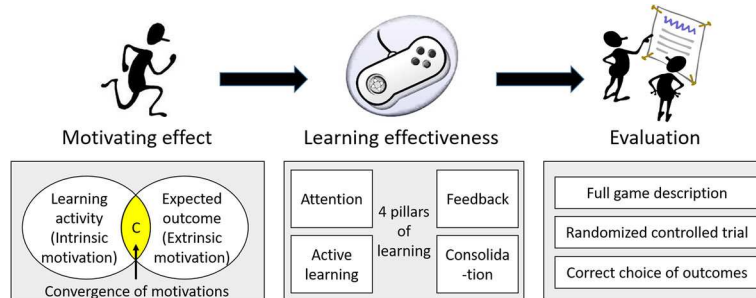 Motivating effect
Learning effectiveness
Evaluation
Learning
activity
(Intrinsic
motivation)
C
Expected
outcome
(Extrinsic
motivation)
Convergence of motivations
Attention
Feedback
4 pillars
of
learning
Active
learning
Consolida
-tion
Full game description
Randomized controlled trial
Correct choice of outcomes